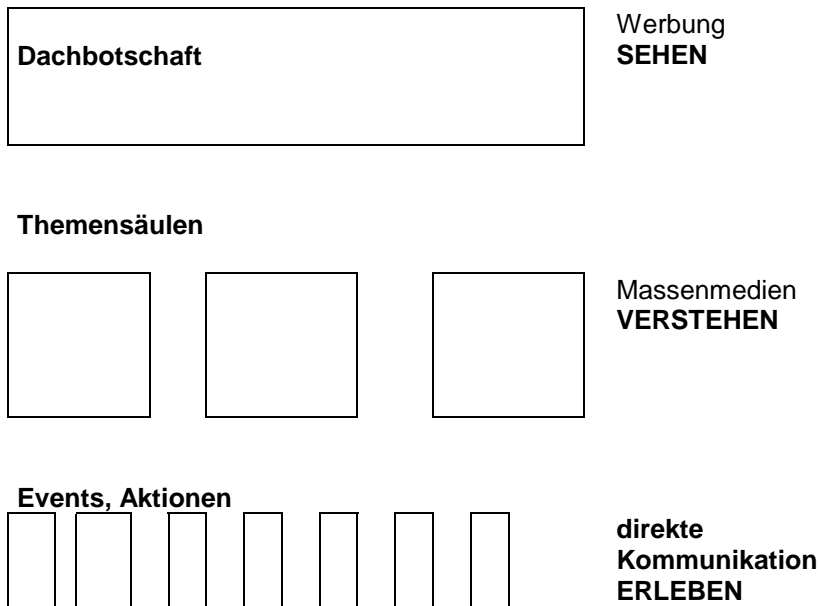 Werbung
Dachbotschaft
SEHEN
Themensäulen
Massenmedien
VERSTEHEN
Events, Aktionen
direkte
Kommunikation
ERLEBEN